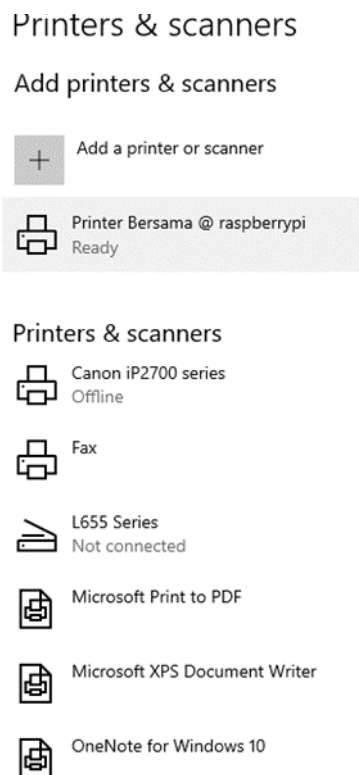 Printers & scanners
Add printers & scanners
Add a printer or scanner
Printer Bersama @ raspberrypi
Ready
Printers & scanners
Canon iP2700 series
Offline
Fax
L655 Series
Not connected
Microsoft Print to PDF
Microsoft XPS Document Writer
OneNote for Windows 10